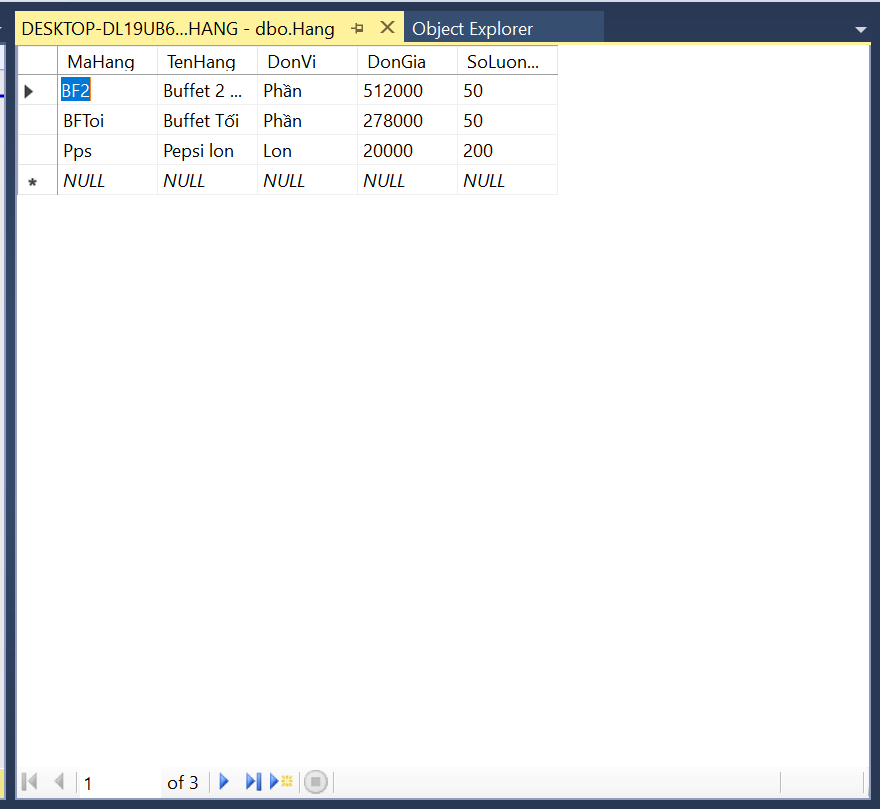 DESKTOP-DL19UB6...HANG - dbo.Hang Object Explorer
MaHang TenHang DonVi DonGia SoLuon...
BF2 Buffet 2 ... Phần 512000 50
BFToi Buffet Tối Phần 278000 50
Pps Pepsi lon Lon 20000 200
NULL NULL NULL NULL NULL
1 of 3